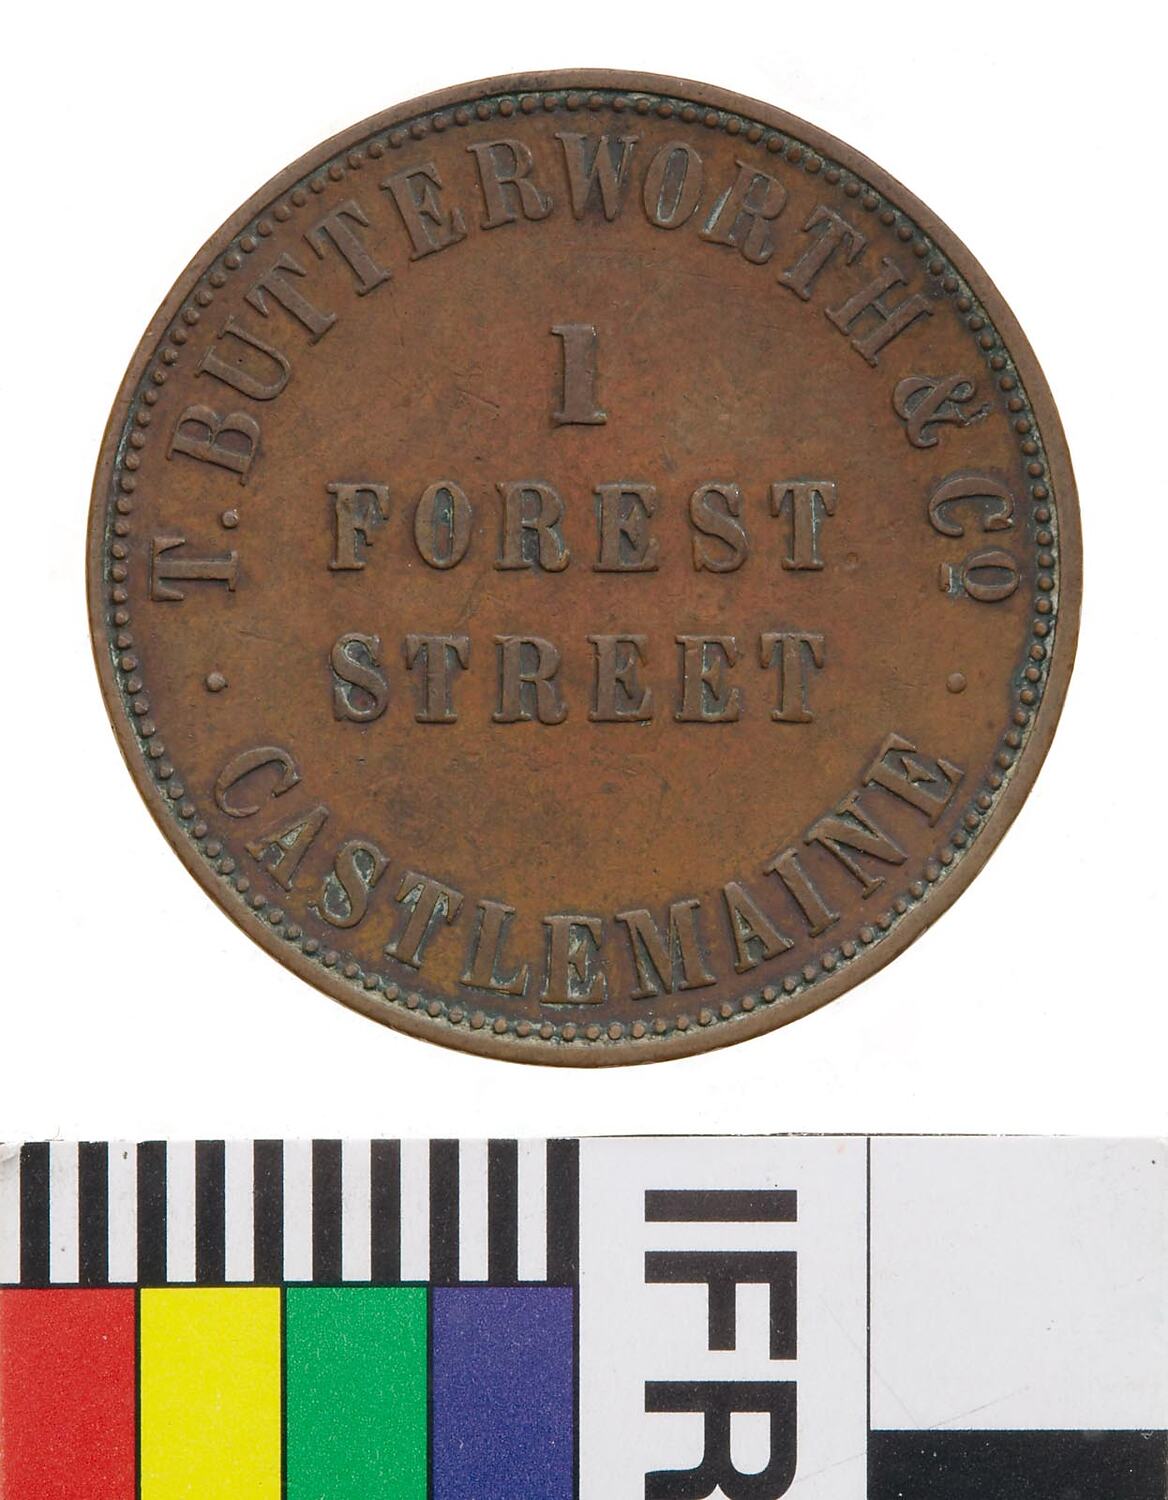 T. BUTTERWORTH & Cº
1
FOREST
STREET
CASTLEMAINE
IFR